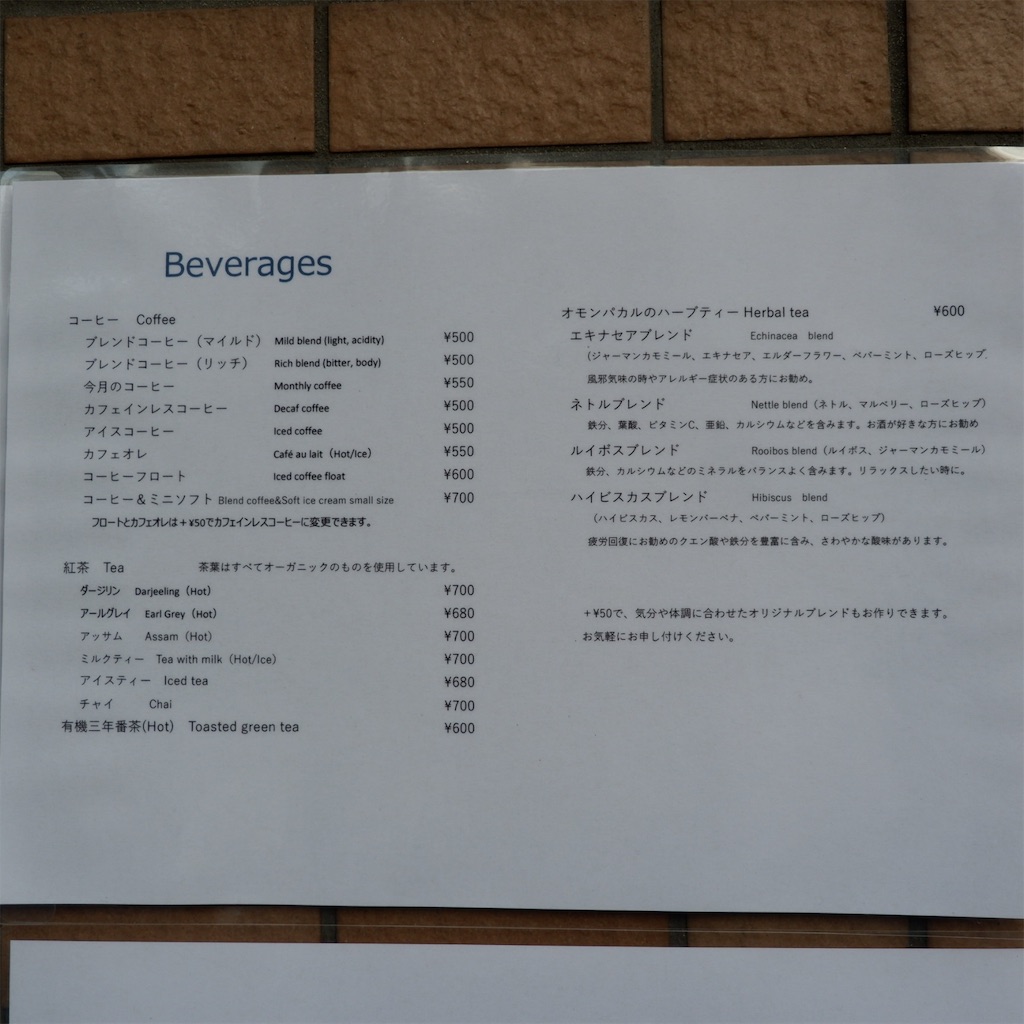 Beverages
コーヒー Coffee
ブレンドコーヒー（マイルド） Mild blend (light, acidity) ¥500
ブレンドコーヒー（リッチ） Rich blend (bitter, body) ¥500
今月のコーヒー Monthly coffee ¥550
カフェインレスコーヒー Decaf coffee ¥500
アイスコーヒー Iced coffee ¥500
カフェオレ Café au lait（Hot/Ice） ¥550
コーヒーフロート Iced coffee float ¥600
コーヒー＆ミニソフト Blend coffee&Soft ice cream small size ¥700
フロートとカフェオレは＋¥50でカフェインレスコーヒーに変更できます。
紅茶 Tea 茶葉はすべてオーガニックのものを使用しています。
ダージリン Darjeeling（Hot） ¥700
アールグレイ Earl Grey（Hot） ¥680
アッサム Assam（Hot） ¥700
ミルクティー Tea with milk（Hot/Ice） ¥700
アイスティー Iced tea ¥680
チャイ Chai ¥700
有機三年番茶(Hot) Toasted green tea ¥600
オモンパカルのハーブティー Herbal tea ¥600
エキナセアブレンド Echinacea blend
（ジャーマンカモミール、エキナセア、エルダーフラワー、ペパーミント、ローズヒップ
風邪気味の時やアレルギー症状のある方にお勧め。
ネトルブレンド Nettle blend（ネトル、マルベリー、ローズヒップ）
鉄分、葉酸、ビタミンC、亜鉛、カルシウムなどを含みます。お酒が好きな方にお勧め
ルイボスブレンド Rooibos blend（ルイボス、ジャーマンカモミール）
鉄分、カルシウムなどのミネラルをバランスよく含みます。リラックスしたい時に。
ハイビスカスブレンド Hibiscus blend
（ハイビスカス、レモンバーベナ、ペパーミント、ローズヒップ）
疲労回復にお勧めのクエン酸や鉄分を豊富に含み、さわやかな酸味があります。
＋¥50で、気分や体調に合わせたオリジナルブレンドもお作りできます。
お気軽にお申し付けください。